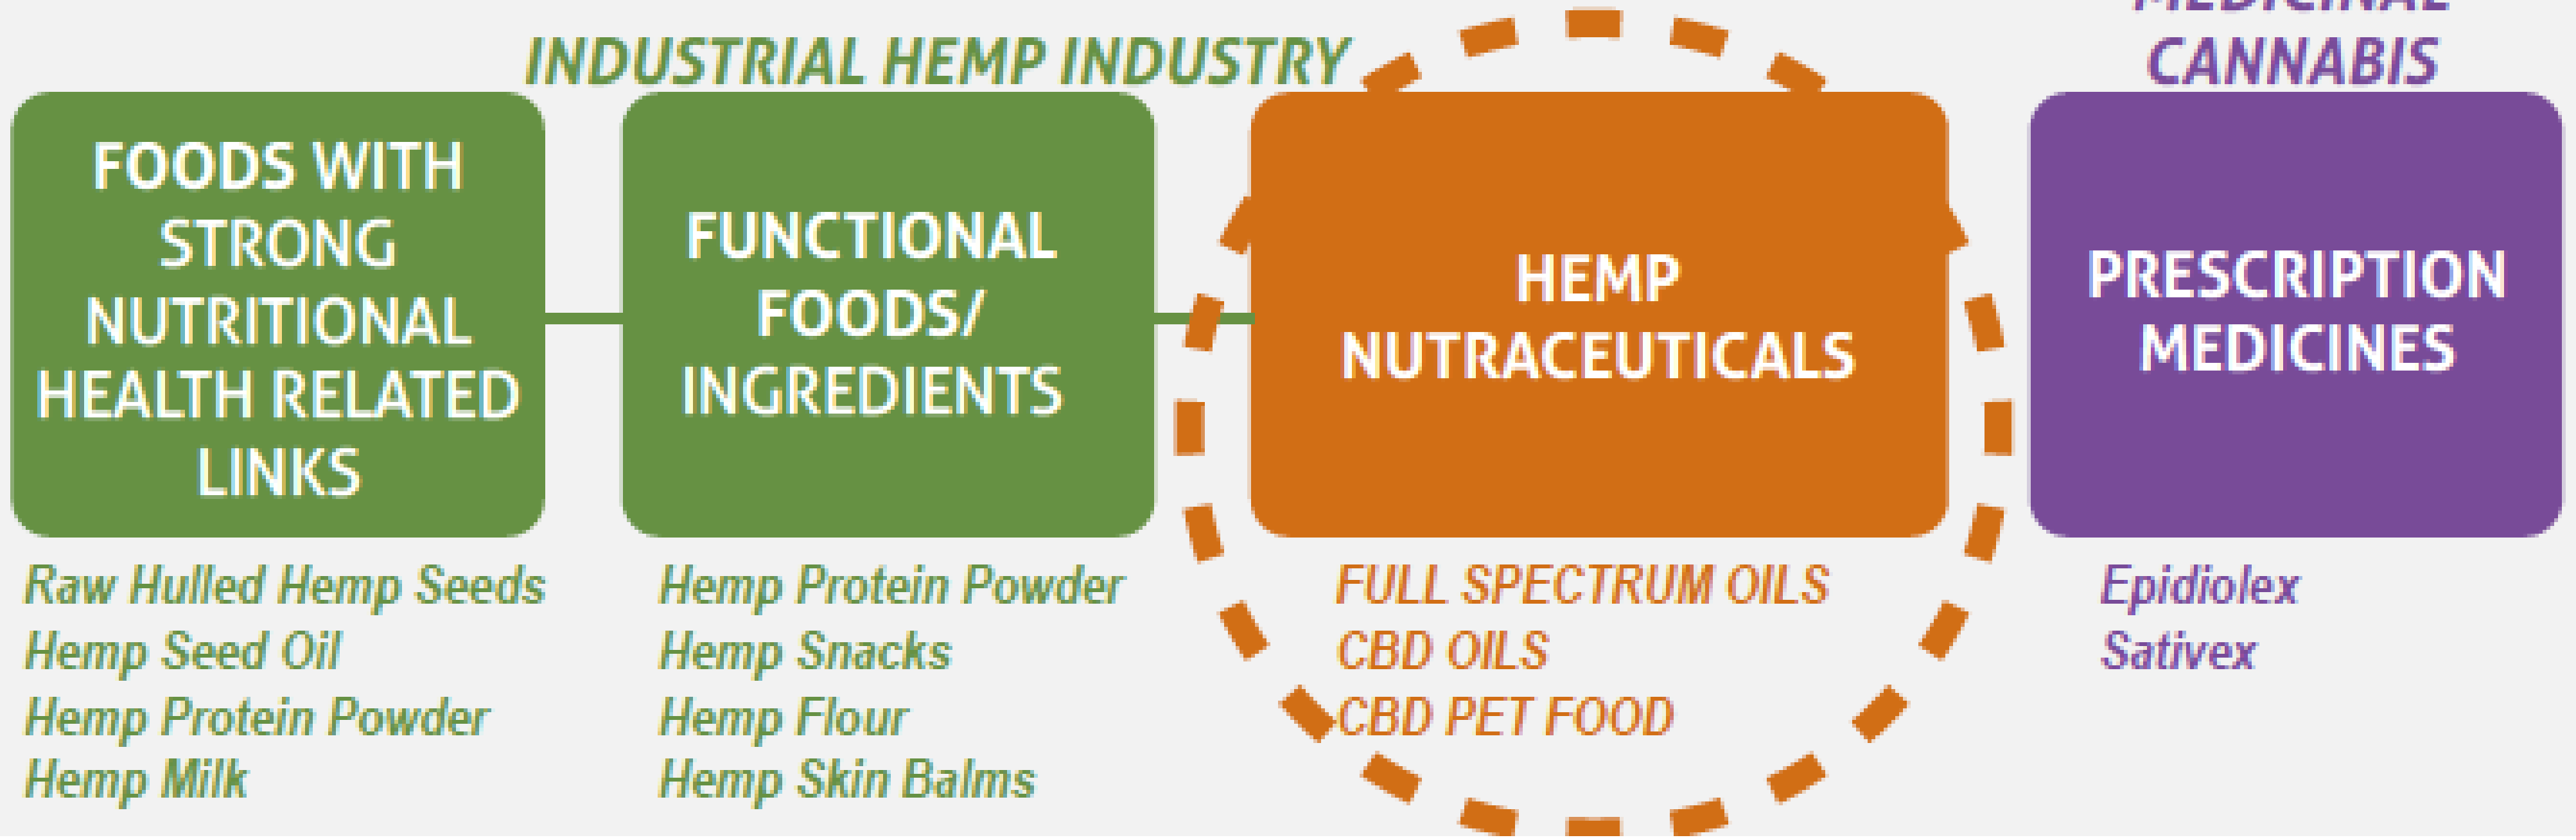 INDUSTRIAL HEMP INDUSTRY
MEDICINAL
CANNABIS
FOODS WITH
STRONG
NUTRITIONAL
HEALTH RELATED
LINKS
FUNCTIONAL
FOODS/
INGREDIENTS
HEMP
NUTRACEUTICALS
PRESCRIPTION
MEDICINES
Raw Hulled Hemp Seeds
Hemp Seed Oil
Hemp Protein Powder
Hemp Milk
Hemp Protein Powder
Hemp Snacks
Hemp Flour
Hemp Skin Balms
FULL SPECTRUM OILS
CBD OILS
CBD PET FOOD
Epidiolex
Sativex